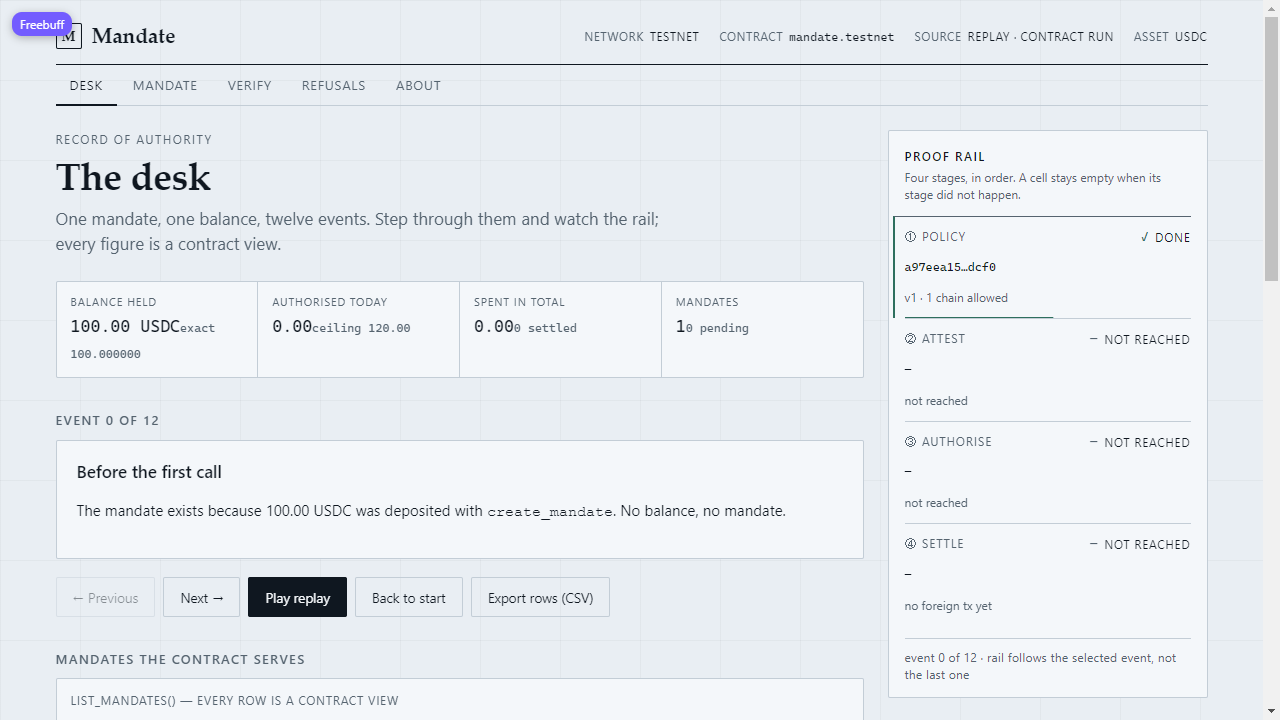 Freebuff
M Mandate
NETWORK TESTNET CONTRACT mandate.testnet SOURCE REPLAY · CONTRACT RUN ASSET USDC
DESK MANDATE VERIFY REFUSALS ABOUT
RECORD OF AUTHORITY
The desk
One mandate, one balance, twelve events. Step through them and watch the rail;
every figure is a contract view.
BALANCE HELD
100.00 USDCexact
100.000000
AUTHORISED TODAY
0.00ceiling 120.00
SPENT IN TOTAL
0.000 settled
MANDATES
10 pending
EVENT 0 OF 12
Before the first call
The mandate exists because 100.00 USDC was deposited with create_mandate. No balance, no mandate.
← Previous
Next →
Play replay
Back to start
Export rows (CSV)
MANDATES THE CONTRACT SERVES
LIST_MANDATES() — EVERY ROW IS A CONTRACT VIEW
PROOF RAIL
Four stages, in order. A cell stays empty when its
stage did not happen.
① POLICY ✓ DONE
a97eea15…dcf0
v1 · 1 chain allowed
② ATTEST — NOT REACHED
—
not reached
③ AUTHORISE — NOT REACHED
—
not reached
④ SETTLE — NOT REACHED
—
no foreign tx yet
event 0 of 12 · rail follows the selected event, not
the last one